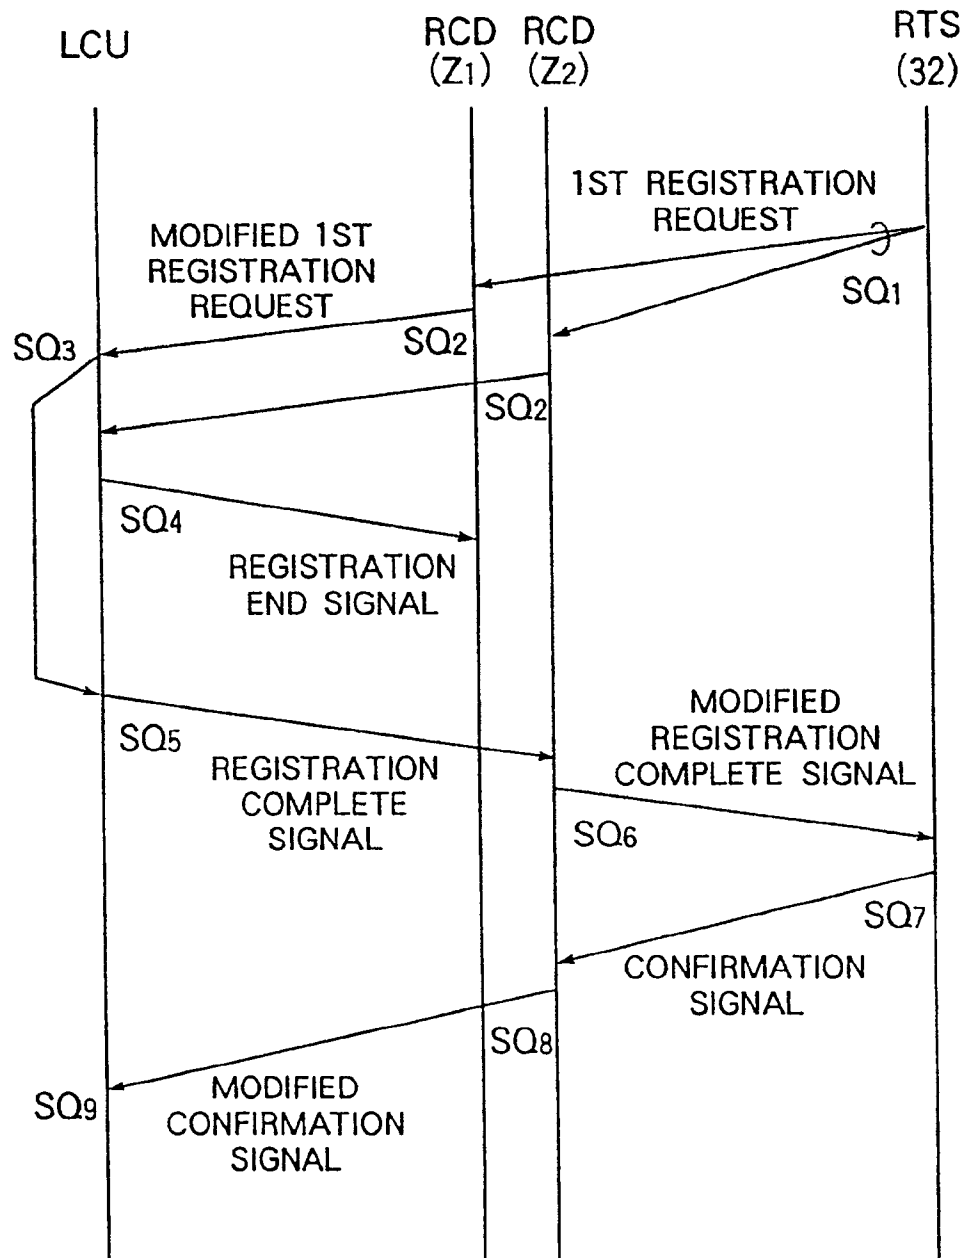 LCU
RCD
(Z1)
RCD
(Z2)
RTS
(32)
1ST REGISTRATION
REQUEST
MODIFIED 1ST
REGISTRATION
REQUEST
SQ1
SQ3
SQ2
SQ2
SQ4
REGISTRATION
END SIGNAL
SQ5
REGISTRATION
COMPLETE
SIGNAL
MODIFIED
REGISTRATION
COMPLETE SIGNAL
SQ6
SQ7
CONFIRMATION
SIGNAL
SQ8
SQ9
MODIFIED
CONFIRMATION
SIGNAL